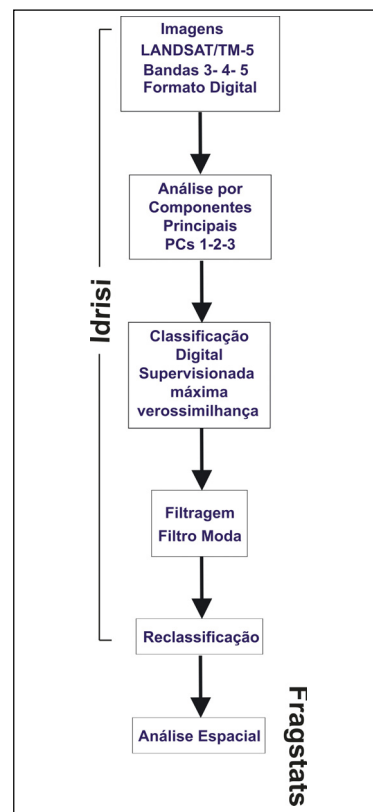 Imagens
LANDSAT/TM-5
Bandas 3- 4- 5
Formato Digital
Análise por
Componentes
Principais
PCs 1-2-3
Idrisi
Classificação
Digital
Supervisionada
máxima
verossimilhança
Filtragem
Filtro Moda
Reclassificação
Análise Espacial
Fragstats